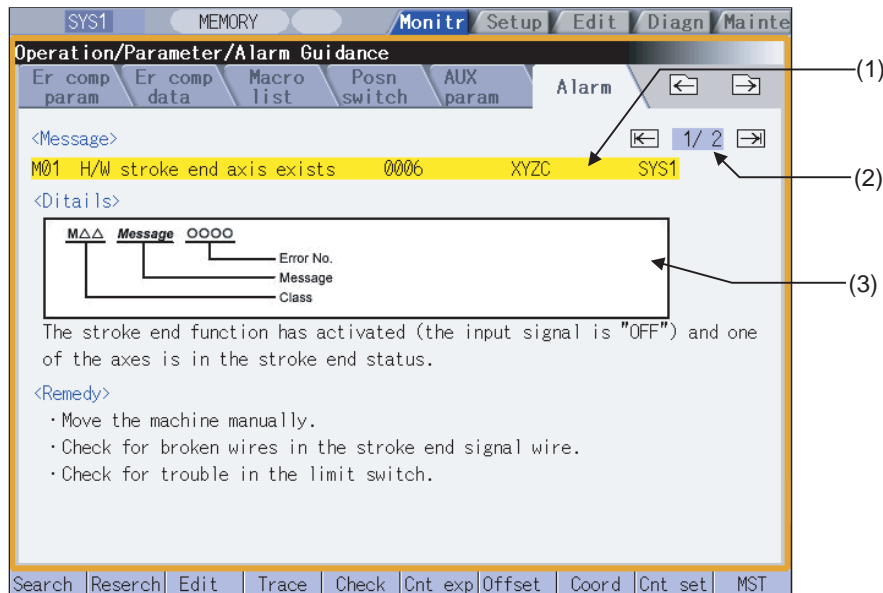 SYS1 MEMORY Monitr Setup Edit Diagn Mainte
Operation/Parameter/Alarm Guidance
Er comp param Er comp data Macro list Posn switch AUX param Alarm
(1)
<Message> 1/ 2
M01 H/W stroke end axis exists 0006 XYZC SYS1
(2)
<Ditails>
M△△ Message ○○○○
Error No.
Message
Class
(3)
The stroke end function has activated (the input signal is "OFF") and one
of the axes is in the stroke end status.
<Remedy>
・Move the machine manually.
・Check for broken wires in the stroke end signal wire.
・Check for trouble in the limit switch.
Search Reserch Edit Trace Check Cnt exp Offset Coord Cnt set MST